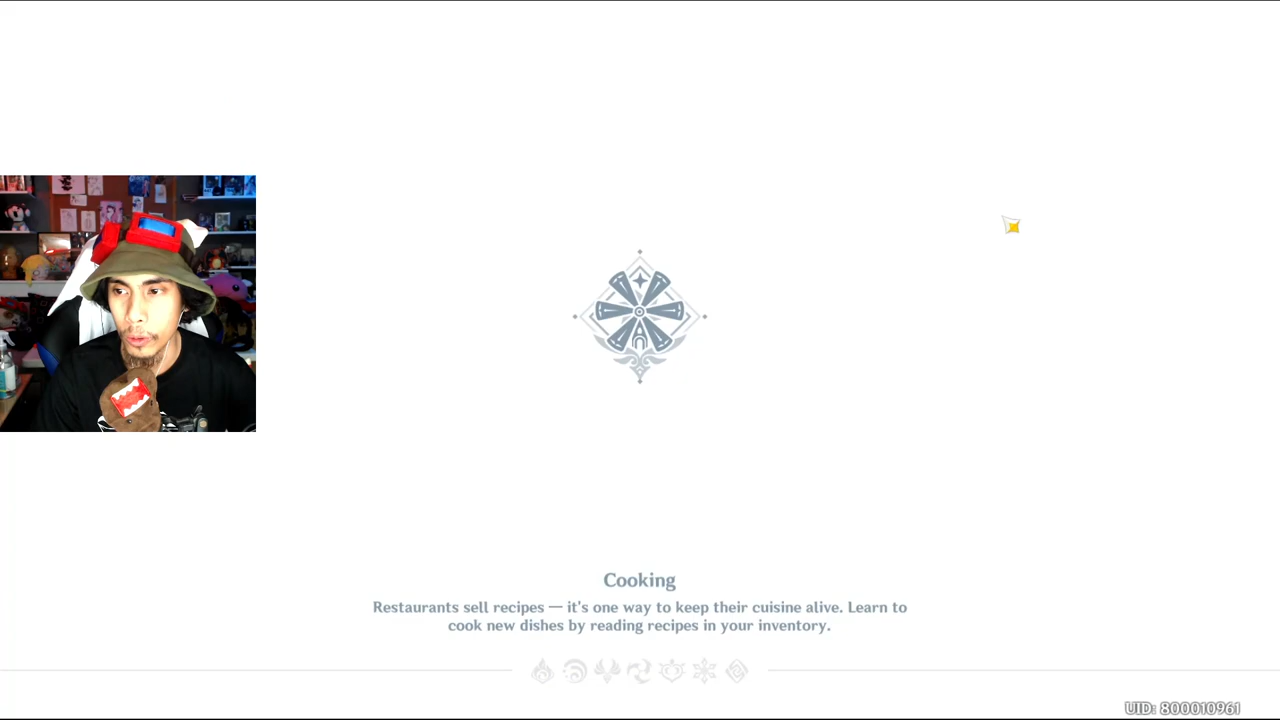 Cooking
Restaurants sell recipes — it's one way to keep their cuisine alive. Learn to
cook new dishes by reading recipes in your inventory.
UID: 800010961